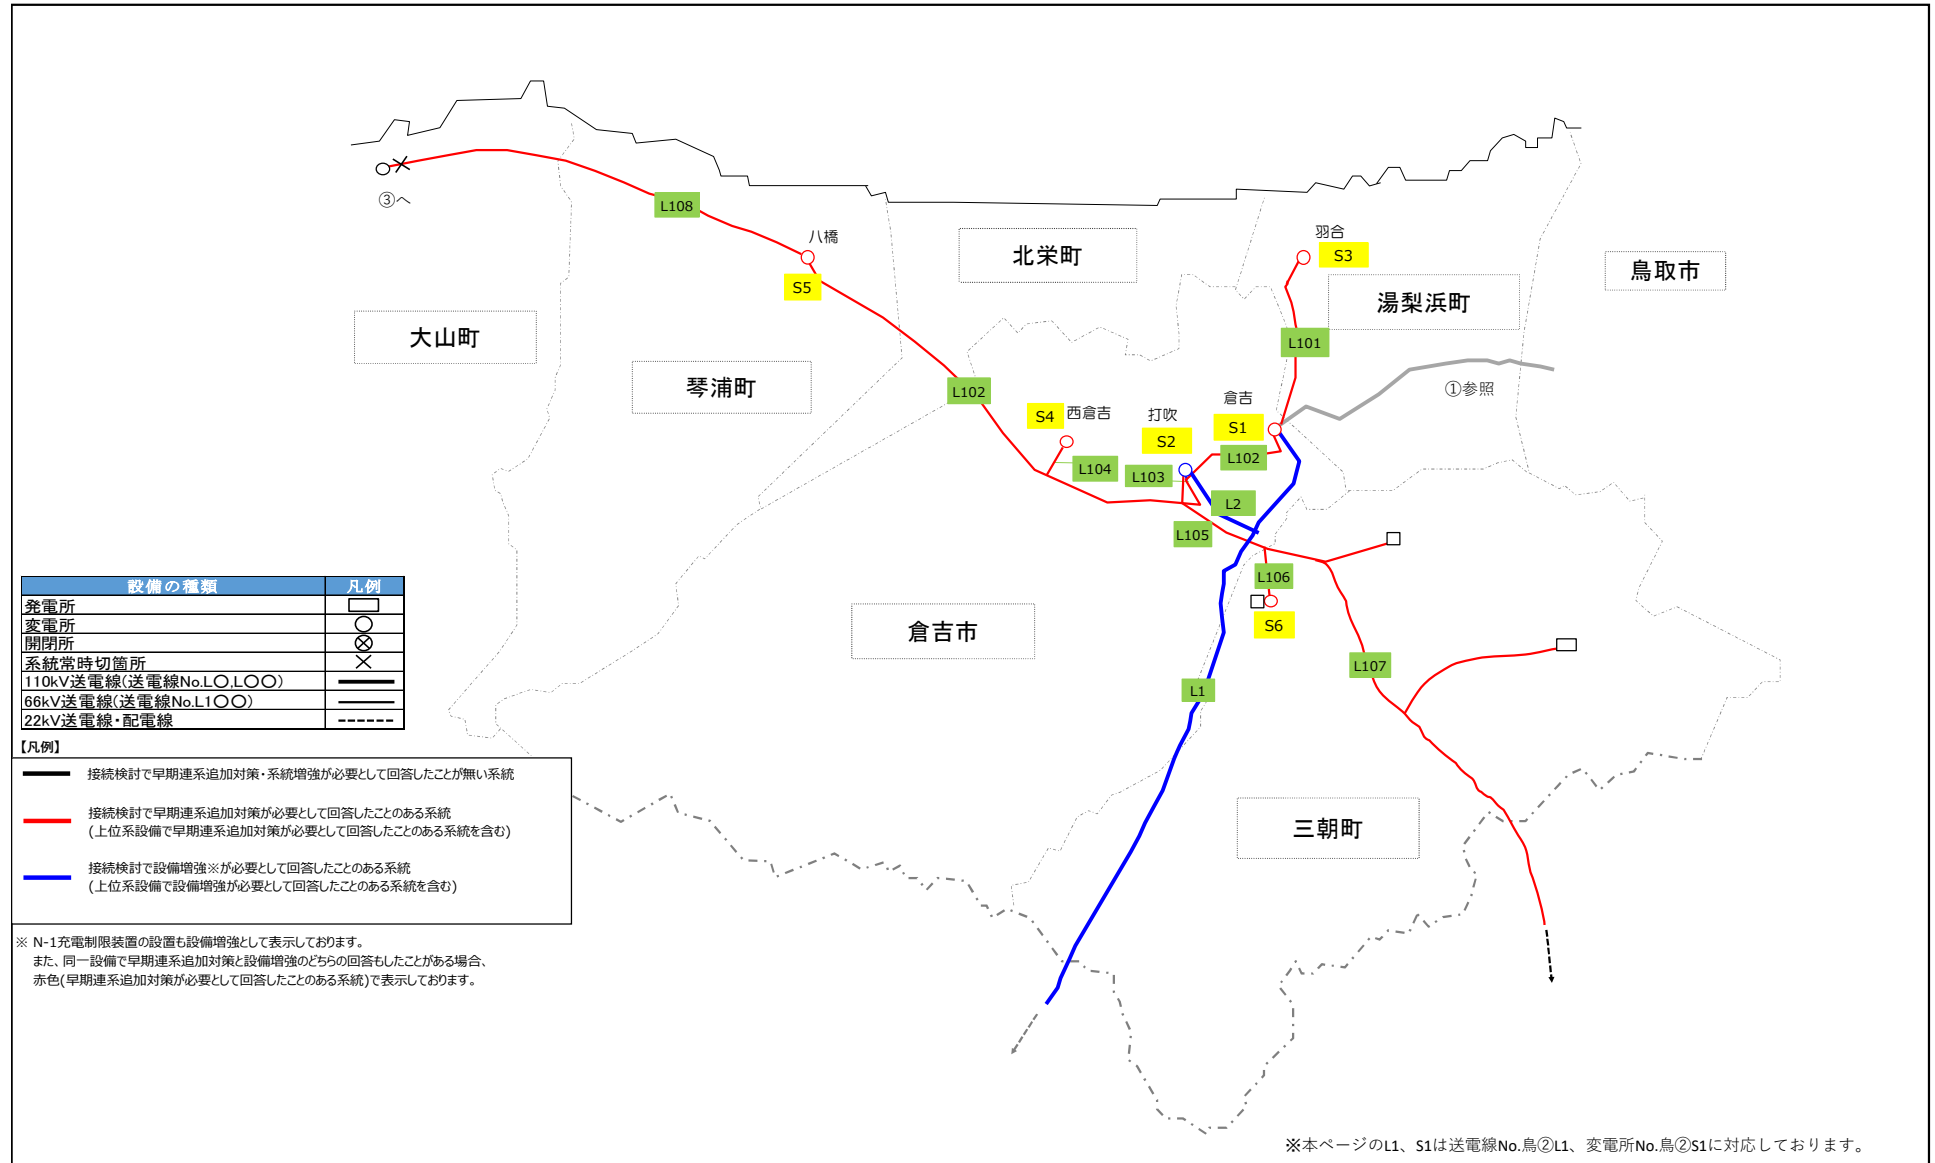 ③へ
L108
八橋
S5
北栄町
羽合
S3
湯梨浜町
鳥取市
大山町
琴浦町
L101
①参照
L102
S4
西倉吉
打吹
倉吉
S2
S1
L104
L103
L102
L2
L105
L106
S6
倉吉市
L107
L1
三朝町
設備の種類 凡例
発電所
変電所
開閉所
系統常時切箇所
110kV送電線(送電線No.L〇,L〇〇)
66kV送電線(送電線No.L1〇〇)
22kV送電線・配電線
【凡例】
接続検討で早期連系追加対策・系統増強が必要として回答したことが無い系統
接続検討で早期連系追加対策が必要として回答したことのある系統
(上位系設備で早期連系追加対策が必要として回答したことのある系統を含む)
接続検討で設備増強※が必要として回答したことのある系統
(上位系設備で設備増強が必要として回答したことのある系統を含む)
※ N-1充電制限装置の設置も設備増強として表示しております。
また、同一設備で早期連系追加対策と設備増強のどちらの回答もしたことがある場合、
赤色(早期連系追加対策が必要として回答したことのある系統)で表示しております。
※本ページのL1、S1は送電線No.鳥②L1、変電所No.鳥②S1に対応しております。